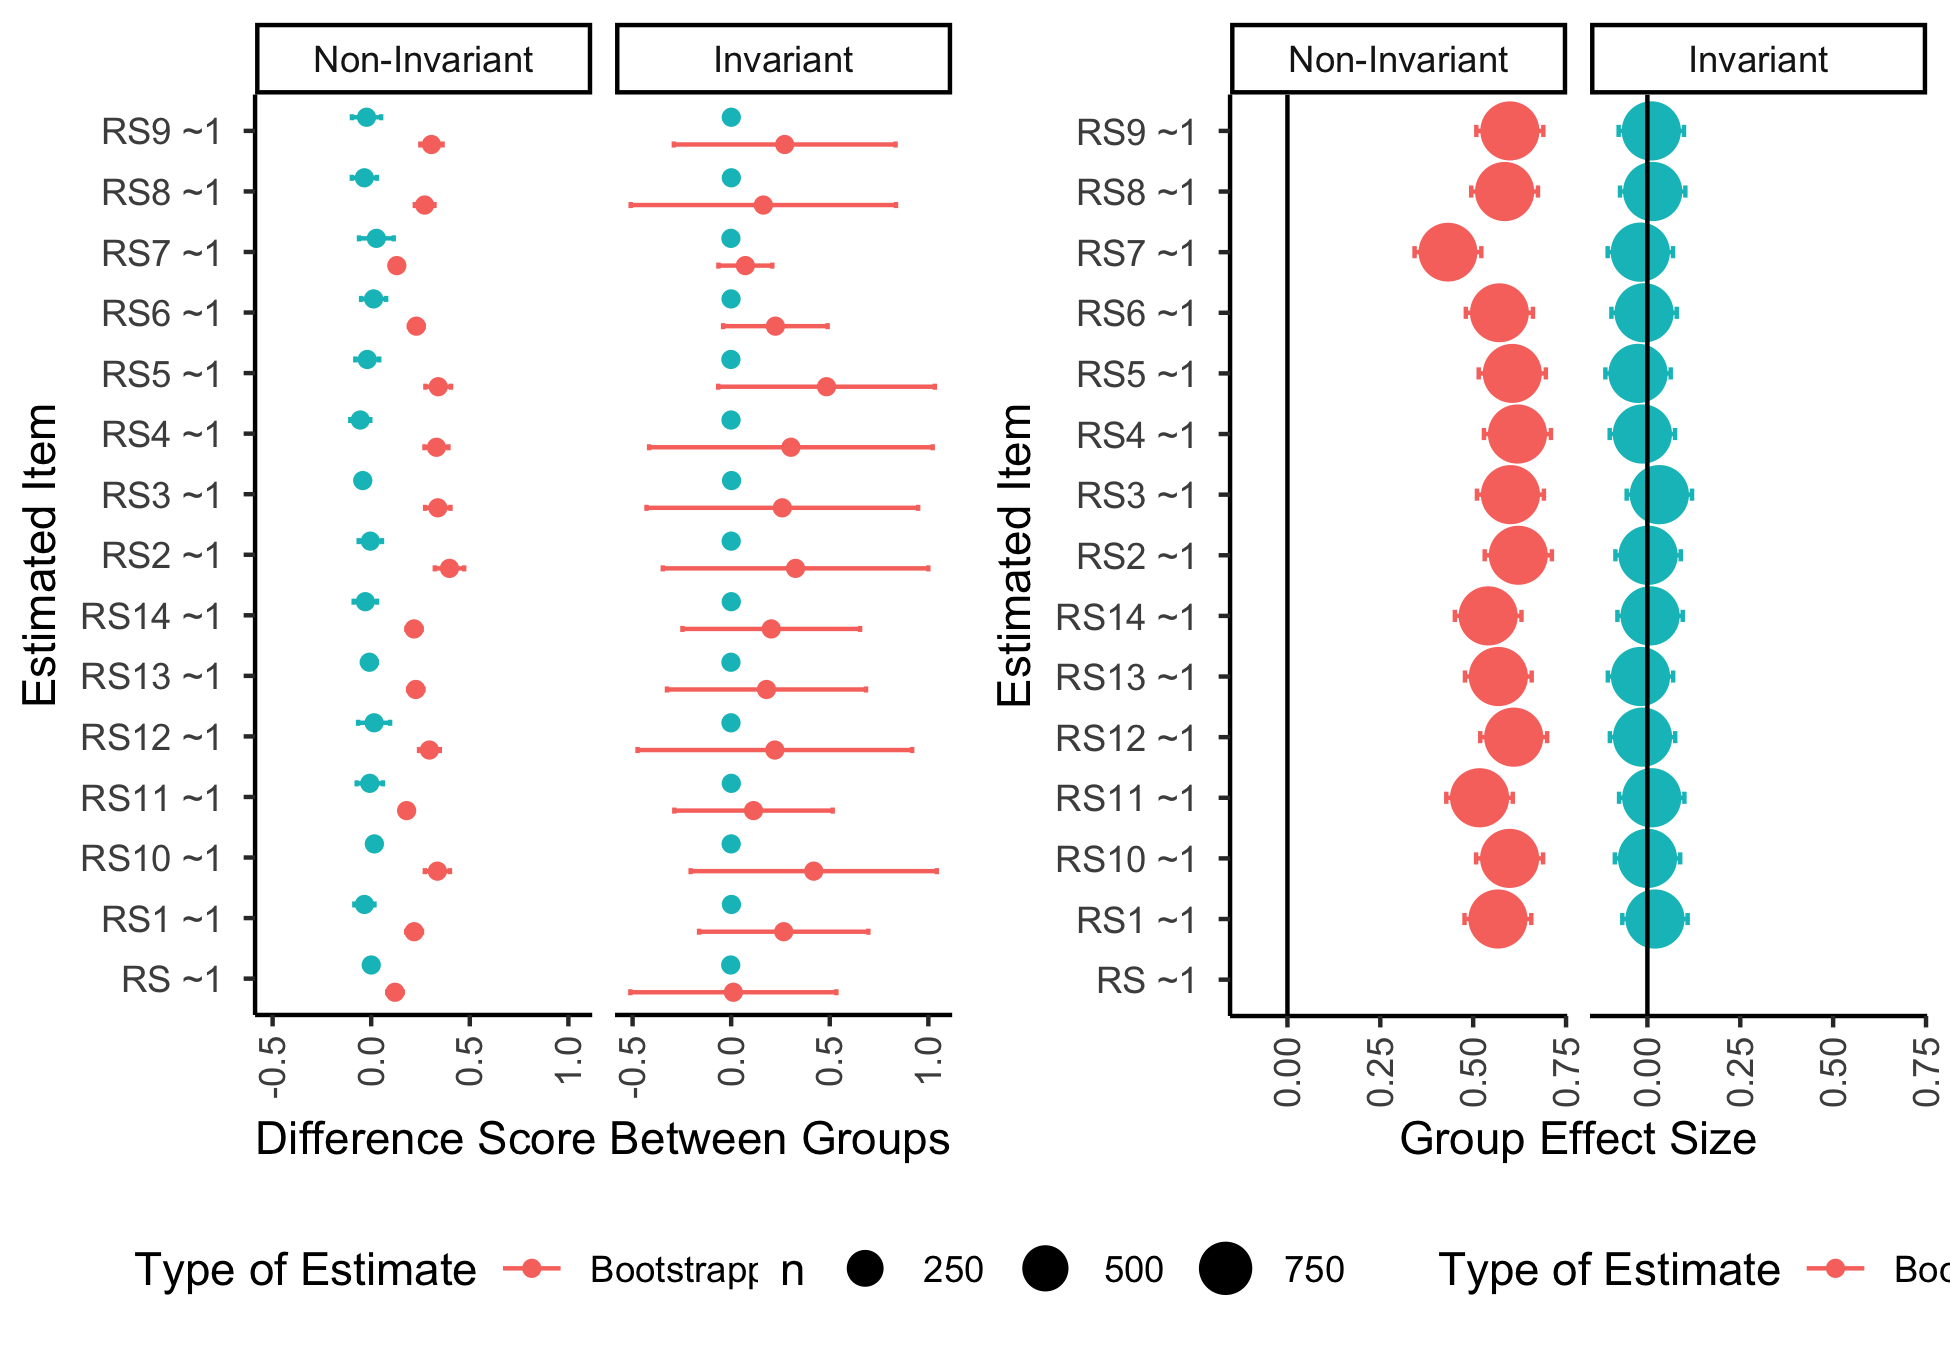 Non-Invariant
Invariant
Estimated Item
RS9 ~1
RS8 ~1
RS7 ~1
RS6 ~1
RS5 ~1
RS4 ~1
RS3 ~1
RS2 ~1
RS14 ~1
RS13 ~1
RS12 ~1
RS11 ~1
RS10 ~1
RS1 ~1
RS ~1
-0.5 0.0 0.5 1.0
-0.5 0.0 0.5 1.0
Difference Score Between Groups
Non-Invariant
Invariant
Estimated Item
RS9 ~1
RS8 ~1
RS7 ~1
RS6 ~1
RS5 ~1
RS4 ~1
RS3 ~1
RS2 ~1
RS14 ~1
RS13 ~1
RS12 ~1
RS11 ~1
RS10 ~1
RS1 ~1
RS ~1
0.00 0.25 0.50 0.75
0.00 0.25 0.50 0.75
Group Effect Size
Type of Estimate Bootstrapp n 250 500 750 Type of Estimate Boo